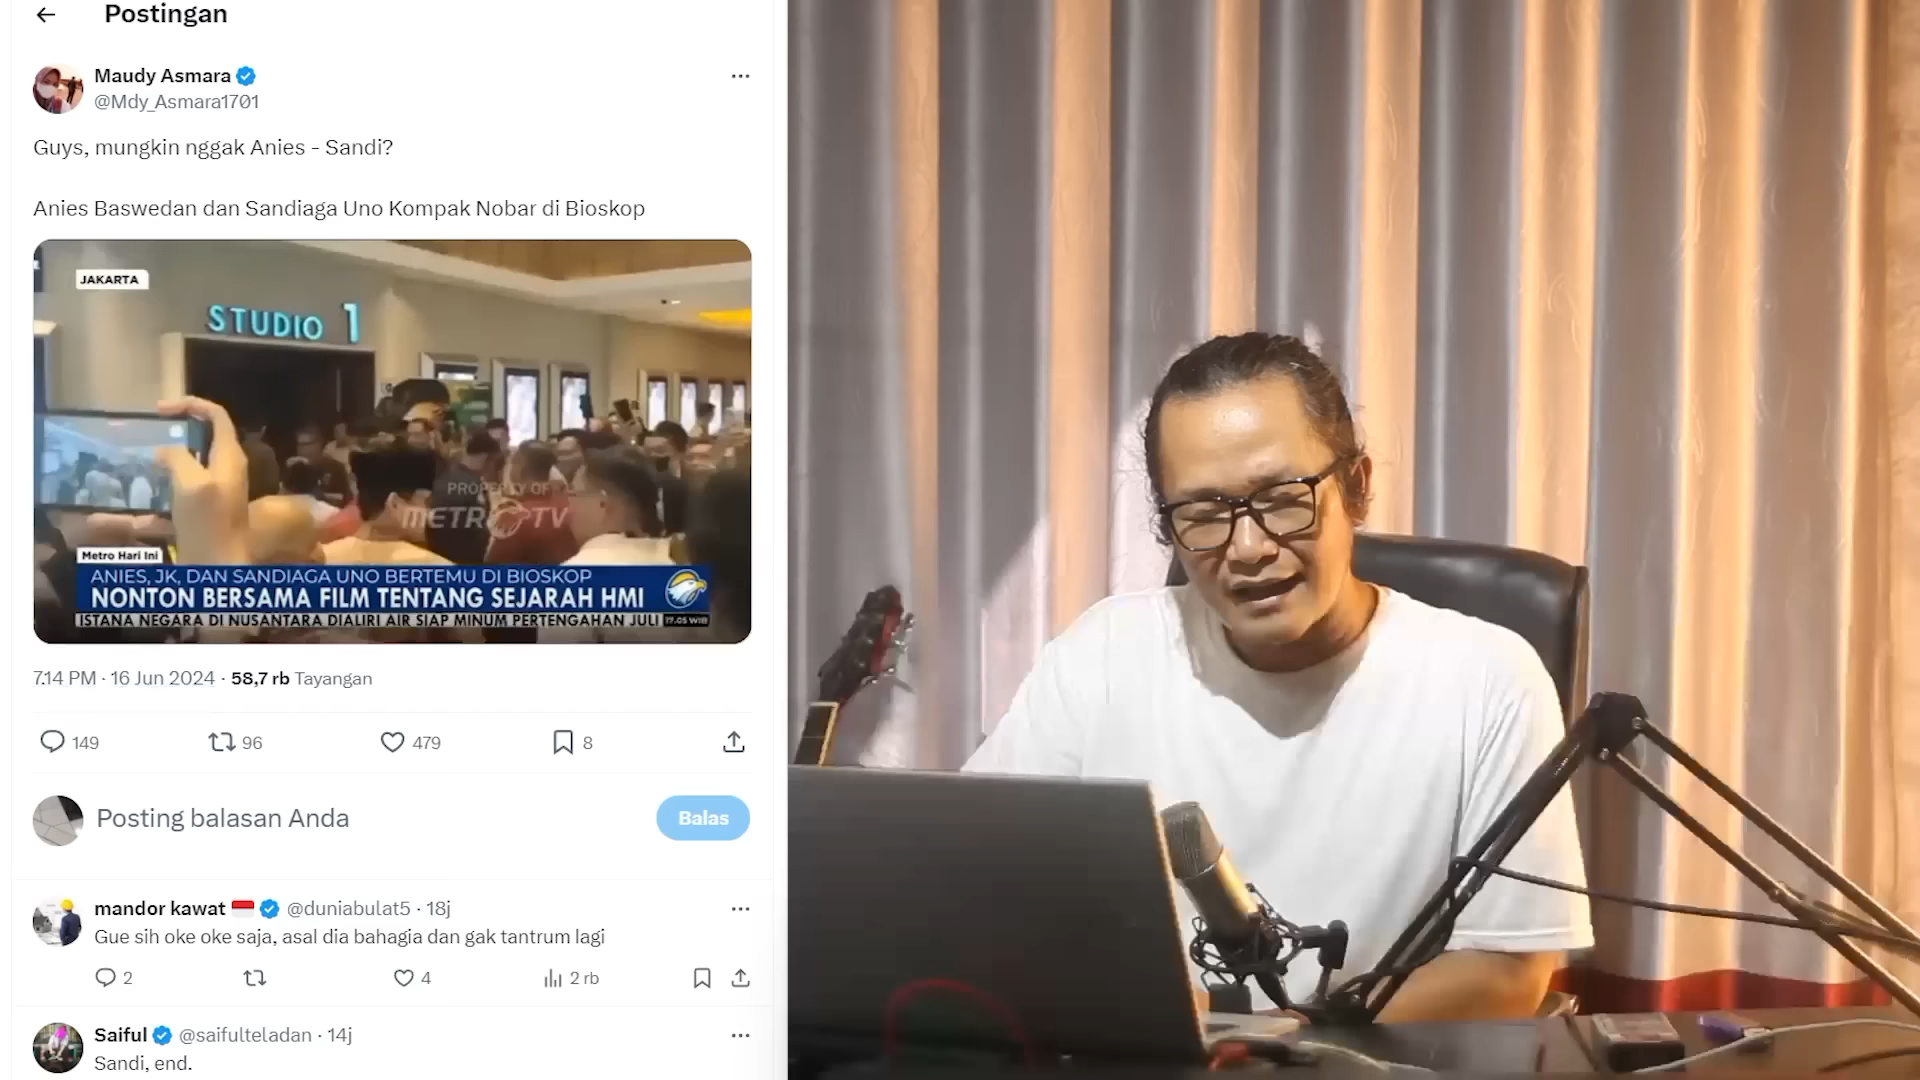 Postingan
Maudy Asmara
@Mdy_Asmara1701
Guys, mungkin nggak Anies - Sandi?
Anies Baswedan dan Sandiaga Uno Kompak Nobar di Bioskop
JAKARTA
STUDIO 1
PROPERTY OF
METRO TV
Metro Hari Ini
ANIES, JK, DAN SANDIAGA UNO BERTEMU DI BIOSKOP
NONTON BERSAMA FILM TENTANG SEJARAH HMI
ISTANA NEGARA DI NUSANTARA DIALIRI AIR SIAP MINUM PERTENGAHAN JULI 17.05 WIB
7.14 PM · 16 Jun 2024 · 58,7 rb Tayangan
149 96 479 8
Posting balasan Anda
Balas
mandor kawat @duniabulat5 · 18j
Gue sih oke oke saja, asal dia bahagia dan gak tantrum lagi
2 4 2 rb
Saiful @saifulteladan · 14j
Sandi, end.